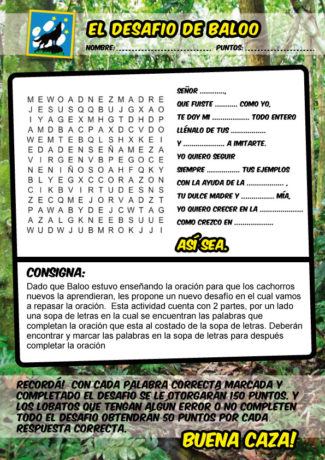 EL DESAFIO DE BALOO
NOMBRE: PUNTOS:
M E W O A D N E Z M A D R E
J E S U S Q Q B U J G X A O
I Y A G E X M H G T D H D P
A M D B A C P A X D C V D O
W E M T E B Q L S H X K E I
E D A D E N S E Ñ A M E Z A
V I R G E N V B P E G O C E
N E N I Ñ O S O A H F Q K Y
B L Y E G X C C O R A Z O N
C I K B V I R T U D E S N S
Z E C Q M E J O R V A D Z T
P A W A B Y D E J C W T A G
A Z A L G K N E E B S U U E
W U D W J U B M R O K J J I
SEÑOR ............,
QUE FUISTE ........... COMO YO,
TE DOY MI .................. TODO ENTERO
LLÉNALO DE TUS .................
Y ................... A IMITARTE.
YO QUIERO SEGUIR
SIEMPRE ................. TUS EJEMPLOS
CON LA AYUDA DE LA .................. ,
TU DULCE MADRE Y ................ MÍA,
YO QUIERO CRECER EN LA ......................
COMO CREZCO EN ....................
ASÍ SEA.
CONSIGNA:
Dado que Baloo estuvo enseñando la oración para que los cachorros
nuevos la aprendieran, les propone un nuevo desafío en el cual vamos
a repasar la oración. Esta actividad cuenta con 2 partes, por un lado
una sopa de letras en la cual se encuentran las palabras que
completan la oración que esta al costado de la sopa de letras. Deberán
encontrar y marcar las palabras en la sopa de letras para después
completar la oración
RECORDÁ! CON CADA PALABRA CORRECTA MARCADA Y
COMPLETADO EL DESAFIO SE LE OTORGARAN 150 PUNTOS. Y
LOS LOBATOS QUE TENGAN ALGUN ERROR O NO COMPLETEN
TODO EL DESAFIO OBTENDRAN 50 PUNTOS POR CADA
RESPUESTA CORRECTA.
BUENA CAZA!